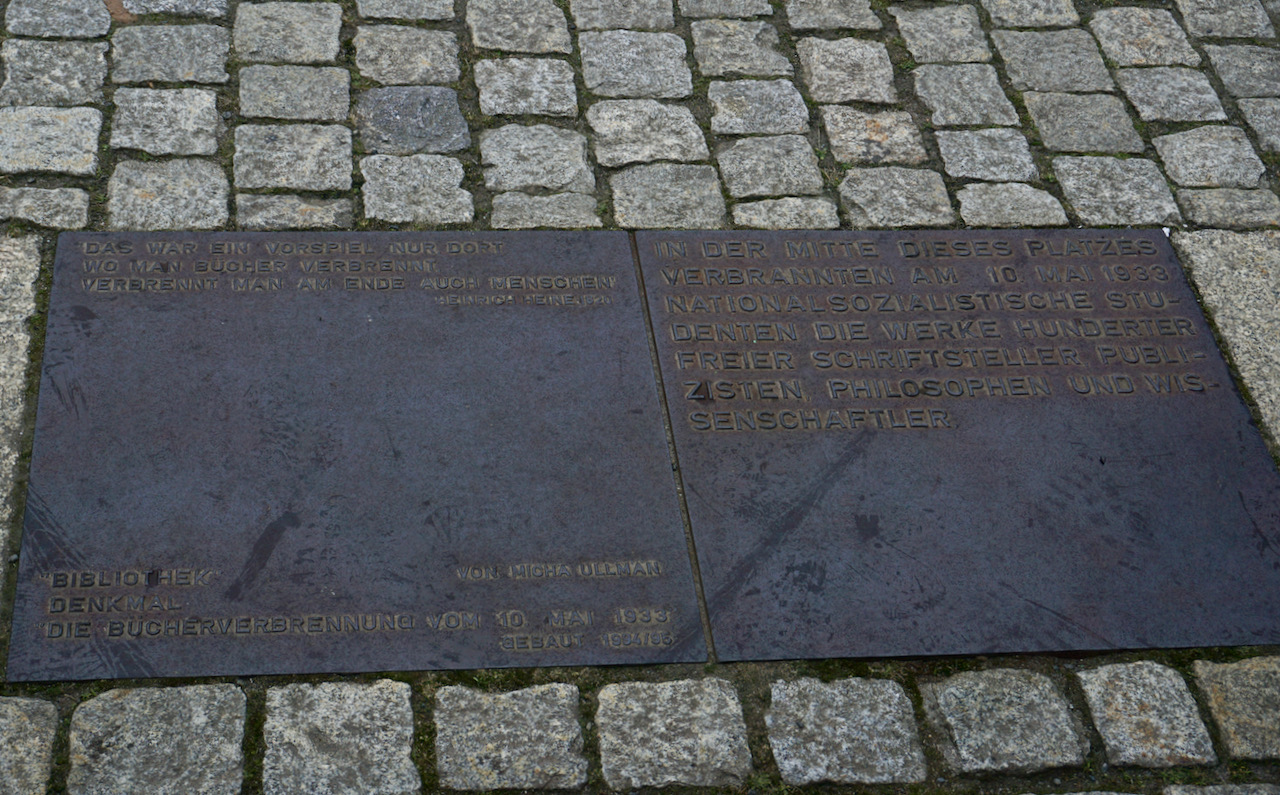 "DAS WAR EIN VORSPIEL NUR DORT
WO MAN BÜCHER VERBRENNT,
VERBRENNT MAN AM ENDE AUCH MENSCHEN"
HEINRICH HEINE 1820
"BIBLIOTHEK"
DENKMAL
DIE BÜCHERVERBRENNUNG VOM 10. MAI 1933
VON MICHA ULLMAN
GEBAUT 1994/95
IN DER MITTE DIESES PLATZES
VERBRANNTEN AM 10. MAI 1933
NATIONALSOZIALISTISCHE STU-
DENTEN DIE WERKE HUNDERTER
FREIER SCHRIFTSTELLER, PUBLI-
ZISTEN, PHILOSOPHEN UND WIS-
SENSCHAFTLER.